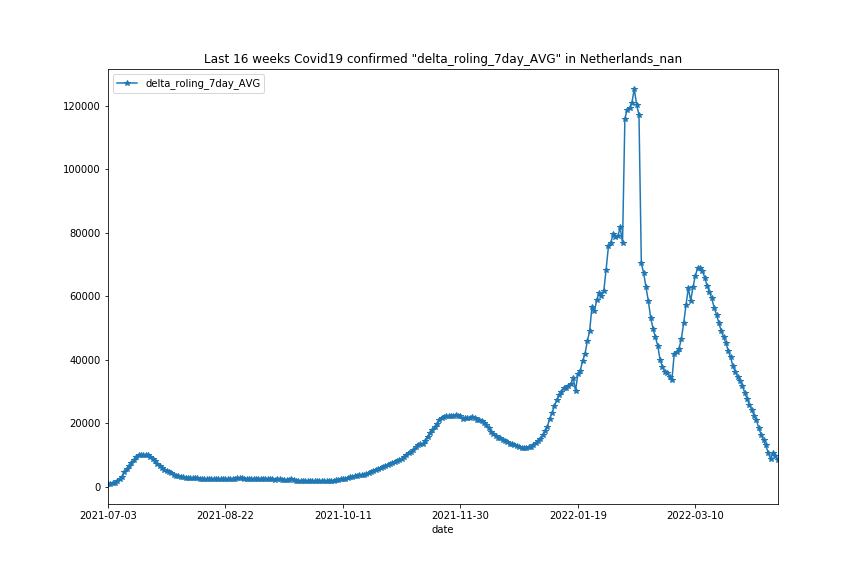 Last 16 weeks Covid19 confirmed "delta_roling_7day_AVG" in Netherlands_nan
delta_roling_7day_AVG
120000
100000
80000
60000
40000
20000
0
2021-07-03 2021-08-22 2021-10-11 2021-11-30 2022-01-19 2022-03-10
date